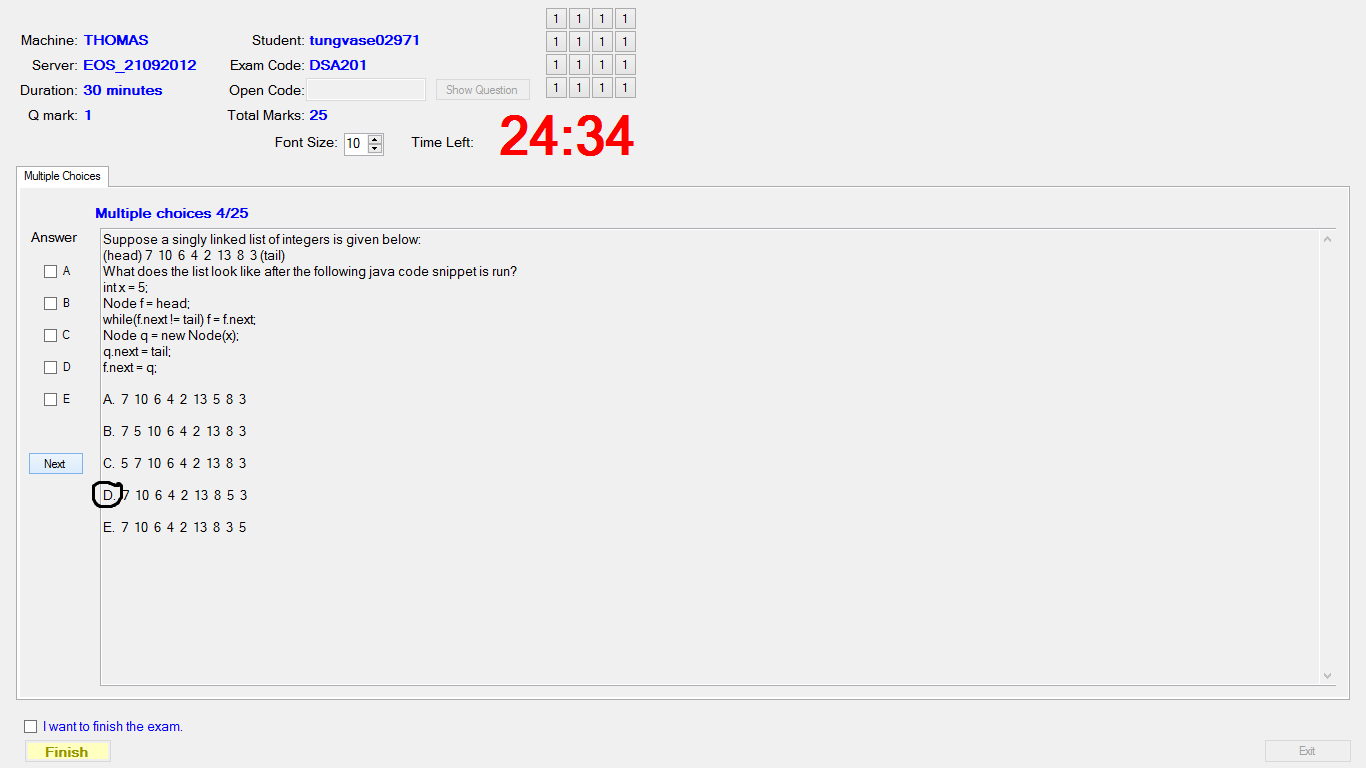 Machine: THOMAS
Student: tungvase02971
Server: EOS_21092012
Exam Code: DSA201
Duration: 30 minutes
Open Code:
Show Question
Q mark: 1
Total Marks: 25
1 1 1 1
1 1 1 1
1 1 1 1
1 1 1 1
Font Size: 10
Time Left: 24:34
Multiple Choices
Multiple choices 4/25
Answer
A
B
C
D
E
Next
Suppose a singly linked list of integers is given below:
(head) 7 10 6 4 2 13 8 3 (tail)
What does the list look like after the following java code snippet is run?
int x = 5;
Node f = head;
while(f.next != tail) f = f.next;
Node q = new Node(x);
q.next = tail;
f.next = q;
A. 7 10 6 4 2 13 5 8 3
B. 7 5 10 6 4 2 13 8 3
C. 5 7 10 6 4 2 13 8 3
D. 7 10 6 4 2 13 8 5 3
E. 7 10 6 4 2 13 8 3 5
I want to finish the exam.
Finish
Exit